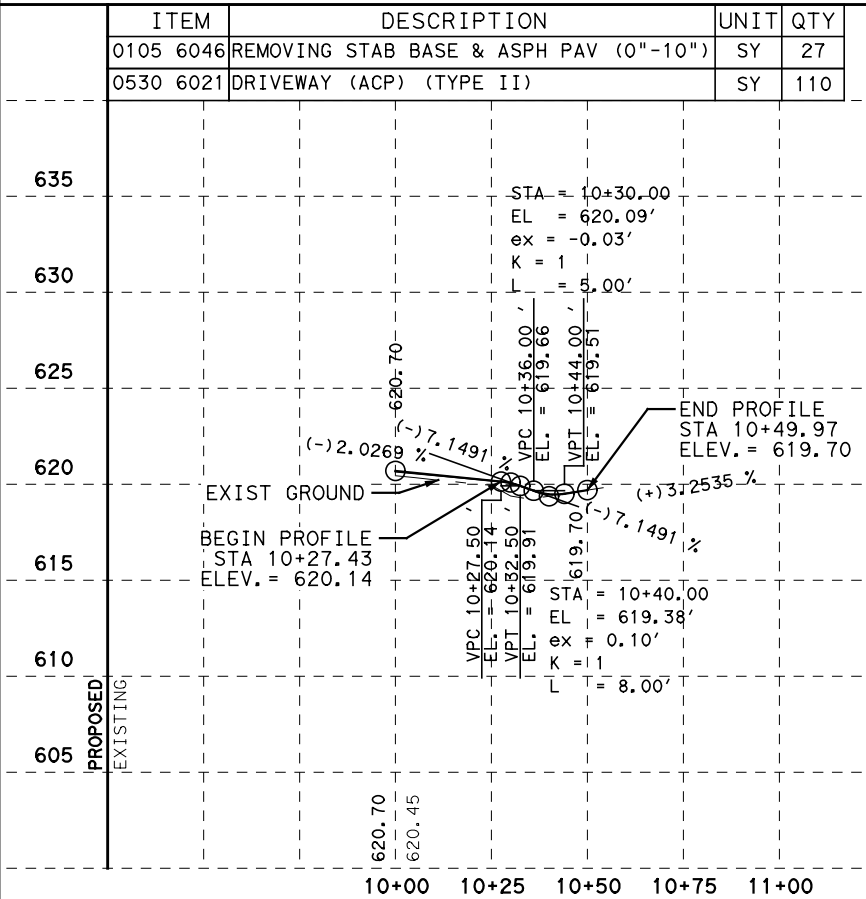 ITEM DESCRIPTION UNIT QTY
0105 6046 REMOVING STAB BASE & ASPH PAV (0"-10") SY 27
0530 6021 DRIVEWAY (ACP) (TYPE II) SY 110
635
STA = 10+30.00
EL = 620.09'
ex = -0.03'
K = 1
L = 5.00'
630
625
620.70
VPC 10+36.00 '
EL. = 619.66
VPT 10+44.00 '
EL. = 619.51
(-)2.0269 %
(-)7.1491 %
END PROFILE
STA 10+49.97
ELEV.= 619.70
620
EXIST GROUND
(+)3.2535 %
(-)7.1491 %
BEGIN PROFILE
STA 10+27.43
ELEV.= 620.14
619.70
615
VPC 10+27.50 '
EL. = 620.14
VPT 10+32.50 '
EL. = 619.91
STA = 10+40.00
EL = 619.38'
ex = 0.10'
K = 1
L = 8.00'
610
PROPOSED
EXISTING
605
620.70
620.45
10+00 10+25 10+50 10+75 11+00